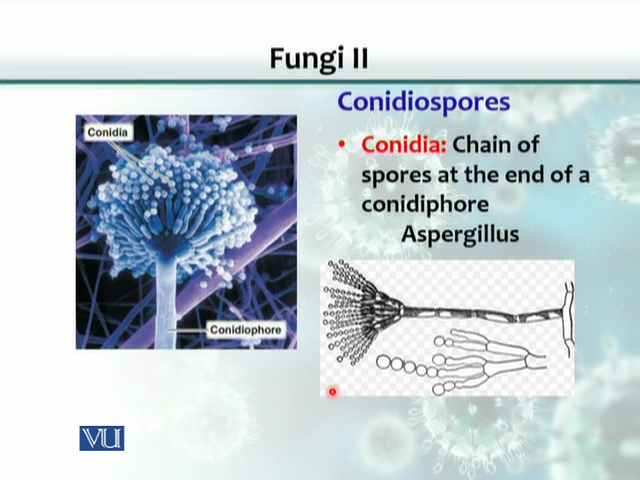 Fungi II
Conidiospores
Conidia
• Conidia: Chain of
spores at the end of a
conidiphore
Aspergillus
Conidiophore
VU